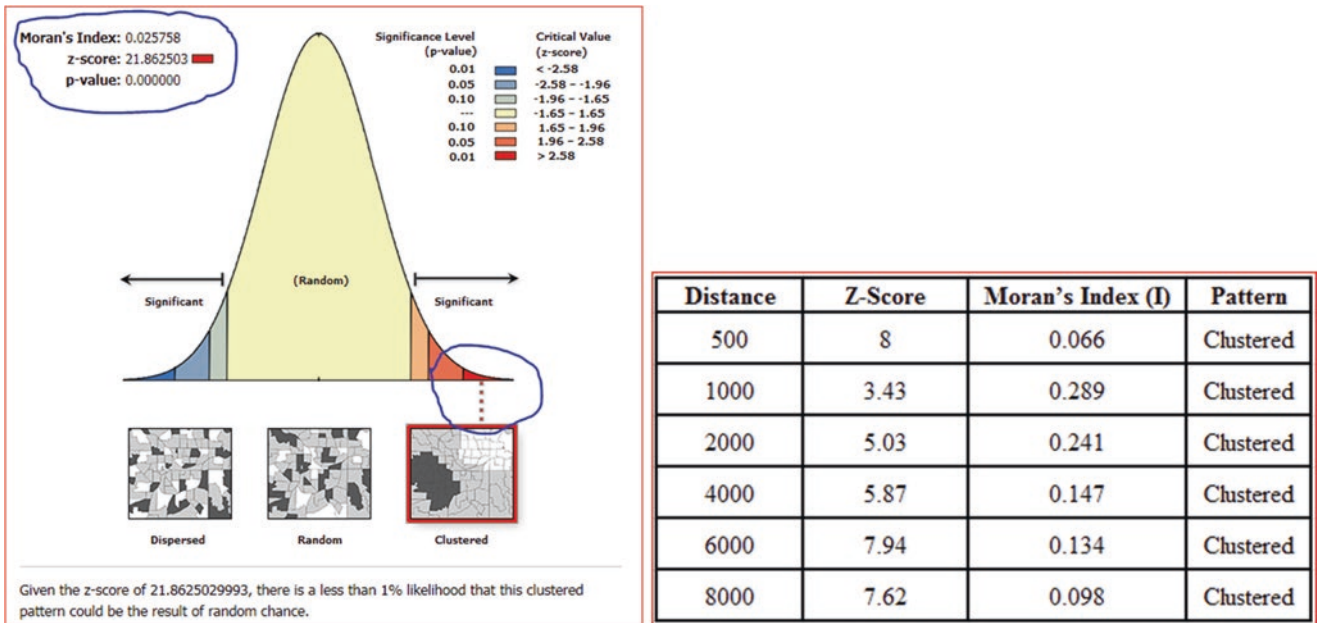 Moran's Index: 0.025758
z-score: 21.862503
p-value: 0.000000
Significance Level
(p-value)
Critical Value
(z-score)
0.01 < -2.58
0.05 -2.58 – -1.96
0.10 -1.96 – -1.65
--- -1.65 – 1.65
0.10 1.65 – 1.96
0.05 1.96 – 2.58
0.01 > 2.58
(Random)
Significant
Significant
Dispersed
Random
Clustered
Given the z-score of 21.8625029993, there is a less than 1% likelihood that this clustered
pattern could be the result of random chance.
Distance Z-Score Moran's Index (I) Pattern
500 8 0.066 Clustered
1000 3.43 0.289 Clustered
2000 5.03 0.241 Clustered
4000 5.87 0.147 Clustered
6000 7.94 0.134 Clustered
8000 7.62 0.098 Clustered